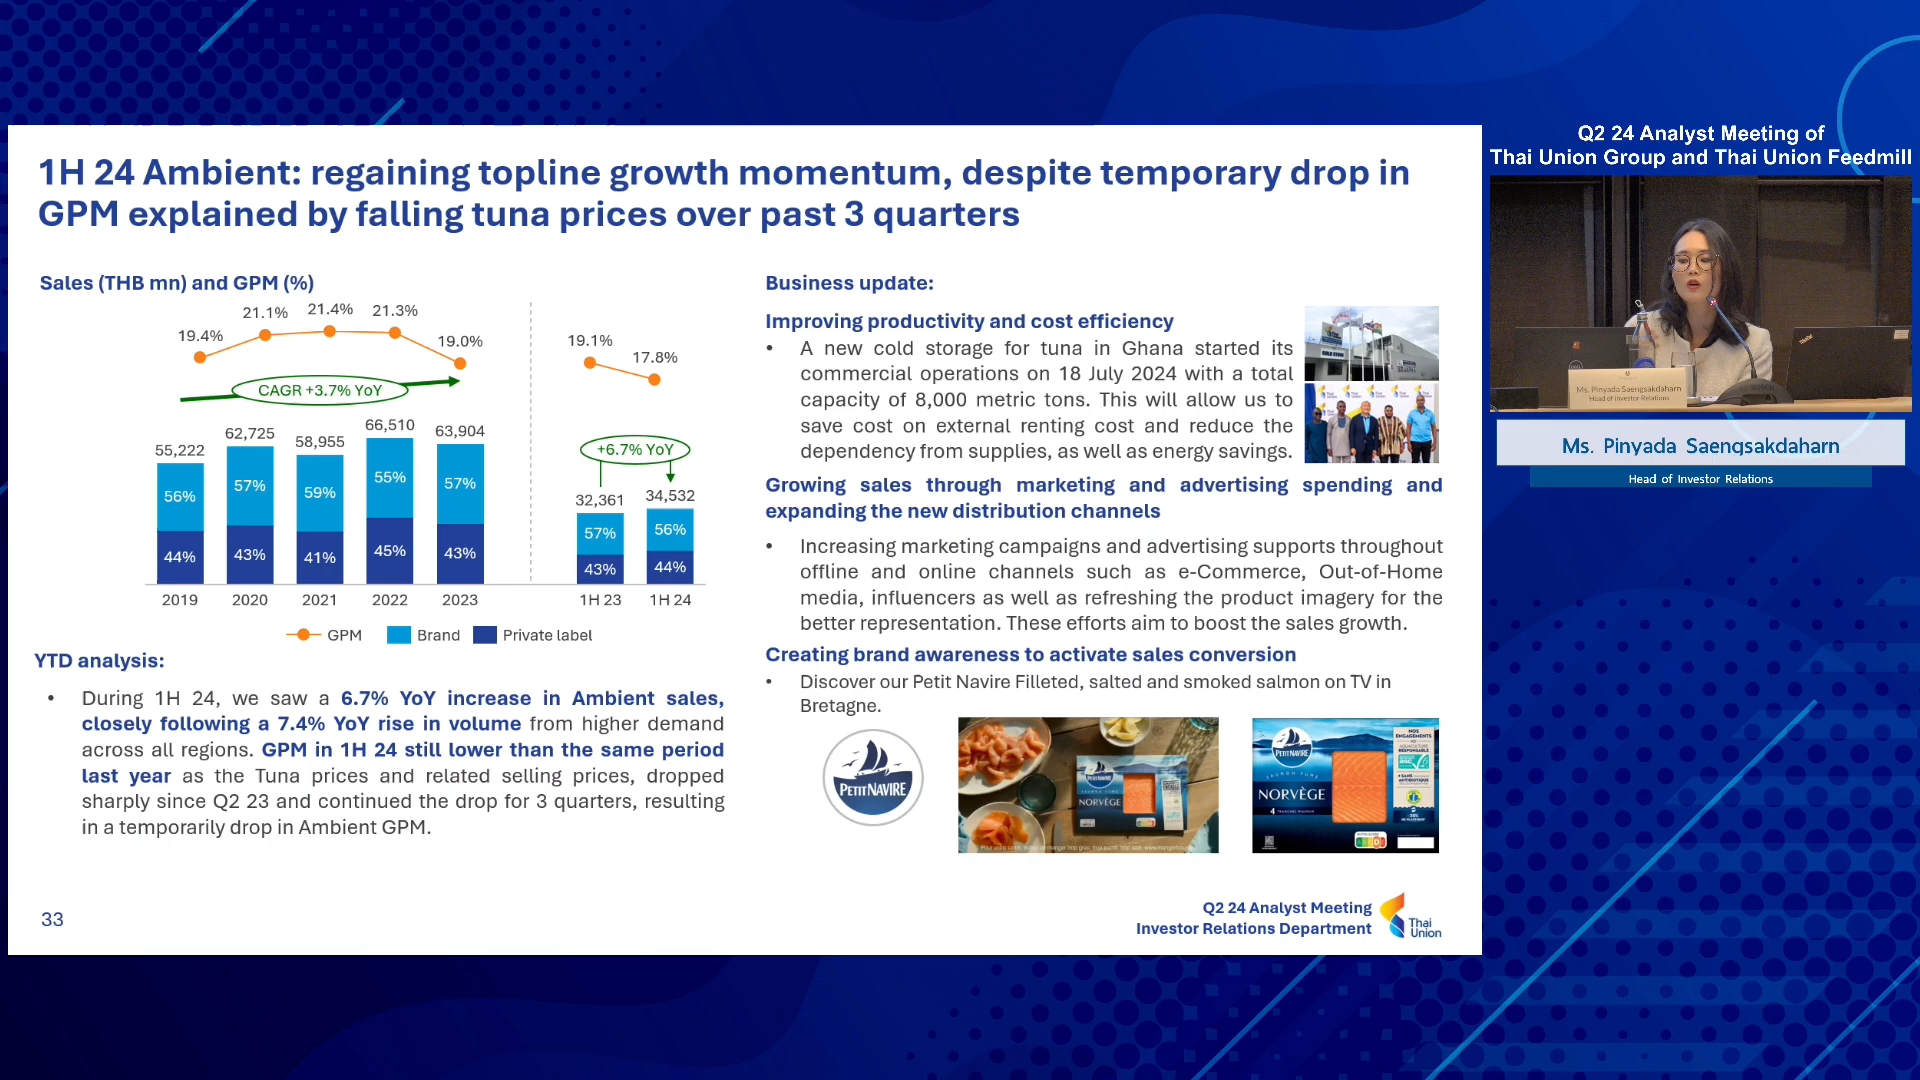 1H 24 Ambient: regaining topline growth momentum, despite temporary drop in
GPM explained by falling tuna prices over past 3 quarters
Sales (THB mn) and GPM (%)
19.4%
21.1%
21.4%
21.3%
19.0%
19.1%
17.8%
CAGR +3.7% YoY
+6.7% YoY
55,222
62,725
58,955
66,510
63,904
32,361
34,532
56%
57%
59%
55%
57%
57%
56%
44%
43%
41%
45%
43%
43%
44%
2019
2020
2021
2022
2023
1H 23
1H 24
GPM
Brand
Private label
YTD analysis:
• During 1H 24, we saw a 6.7% YoY increase in Ambient sales,
closely following a 7.4% YoY rise in volume from higher demand
across all regions. GPM in 1H 24 still lower than the same period
last year as the Tuna prices and related selling prices, dropped
sharply since Q2 23 and continued the drop for 3 quarters, resulting
in a temporarily drop in Ambient GPM.
Business update:
Improving productivity and cost efficiency
• A new cold storage for tuna in Ghana started its
commercial operations on 18 July 2024 with a total
capacity of 8,000 metric tons. This will allow us to
save cost on external renting cost and reduce the
dependency from supplies, as well as energy savings.
Growing sales through marketing and advertising spending and
expanding the new distribution channels
• Increasing marketing campaigns and advertising supports throughout
offline and online channels such as e-Commerce, Out-of-Home
media, influencers as well as refreshing the product imagery for the
better representation. These efforts aim to boost the sales growth.
Creating brand awareness to activate sales conversion
• Discover our Petit Navire Filleted, salted and smoked salmon on TV in
Bretagne.
PETIT NAVIRE
PETIT NAVIRE
NORVÈGE
PETIT NAVIRE
SAUMON FUMÉ
NORVÈGE
NOS
ENGAGEMENTS
33
Q2 24 Analyst Meeting
Investor Relations Department
Thai
Union
Q2 24 Analyst Meeting of
Thai Union Group and Thai Union Feedmill
Ms. Pinyada Saengsakdaharn
Head of Investor Relations
Ms. Pinyada Saengsakdaharn
Head of Investor Relations